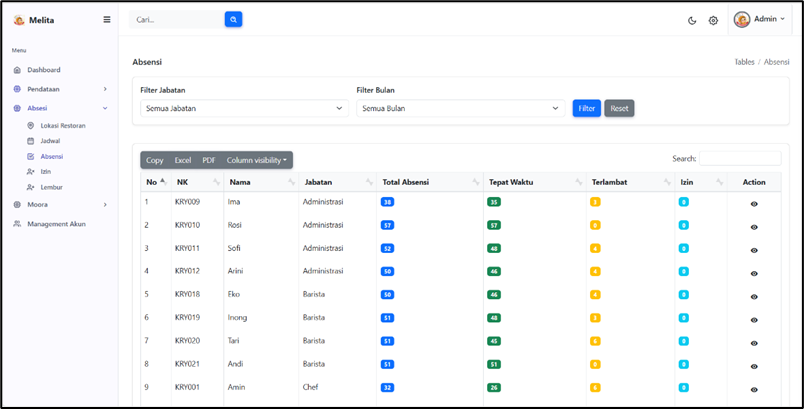 Melita
Cari...
Admin
Menu
Dashboard
Pendataan
Absesi
Lokasi Restoran
Jadwal
Absensi
Izin
Lembur
Moora
Management Akun
Absensi
Tables / Absensi
Filter Jabatan
Filter Bulan
Semua Jabatan
Semua Bulan
Filter
Reset
Copy Excel PDF Column visibility
Search:
No NK Nama Jabatan Total Absensi Tepat Waktu Terlambat Izin Action
1 KRY009 Ima Administrasi 38 35 3 0
2 KRY010 Rosi Administrasi 57 57 0 0
3 KRY011 Sofi Administrasi 52 48 4 0
4 KRY012 Arini Administrasi 50 46 4 0
5 KRY018 Eko Barista 50 46 4 0
6 KRY019 Inong Barista 51 48 3 0
7 KRY020 Tari Barista 51 45 6 0
8 KRY021 Andi Barista 51 51 0 0
9 KRY001 Amin Chef 32 26 6 0